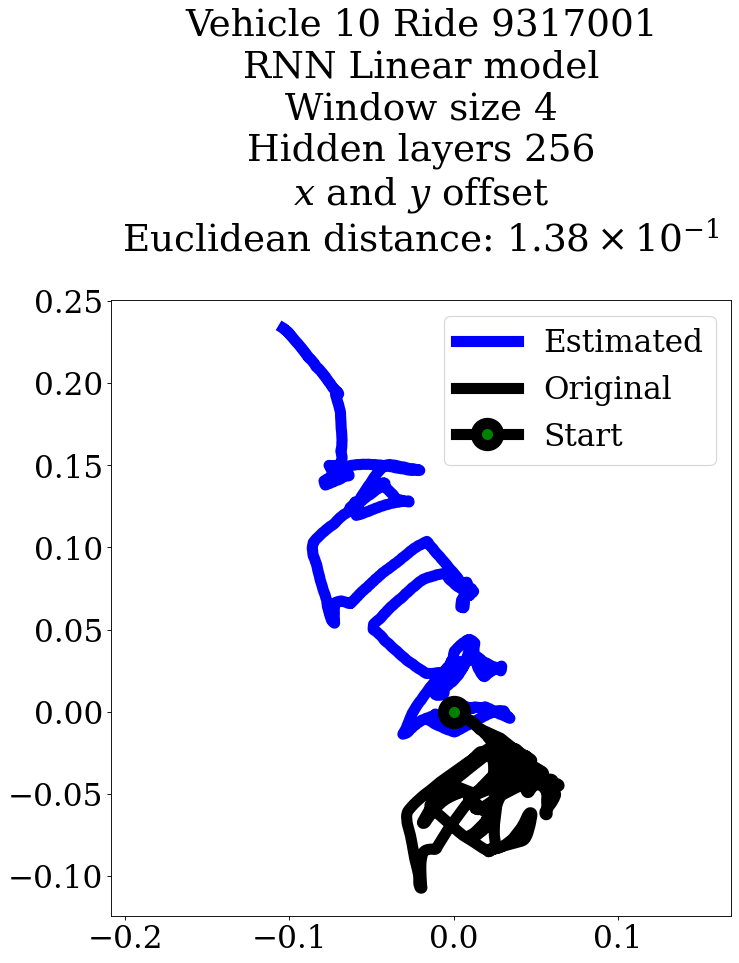 Vehicle 10 Ride 9317001
RNN Linear model
Window size 4
Hidden layers 256
x and y offset
Euclidean distance: 1.38 × 10⁻¹
0.25
Estimated
0.20
Original
Start
0.15
0.10
0.05
0.00
−0.05
−0.10
−0.2 −0.1 0.0 0.1